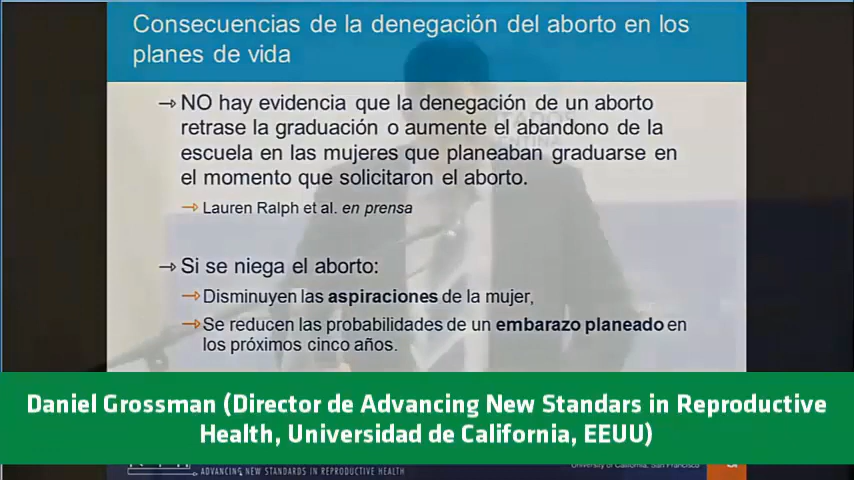 Consecuencias de la denegación del aborto en los
planes de vida
→ NO hay evidencia que la denegación de un aborto
retrase la graduación o aumente el abandono de la
escuela en las mujeres que planeaban graduarse en
el momento que solicitaron el aborto.
→ Lauren Ralph et al. en prensa
→ Si se niega el aborto:
→ Disminuyen las aspiraciones de la mujer,
→ Se reducen las probabilidades de un embarazo planeado en
los próximos cinco años.
Daniel Grossman (Director de Advancing New Standars in Reproductive
Health, Universidad de California, EEUU)
ADVANCING NEW STANDARDS IN REPRODUCTIVE HEALTH
University of California, San Francisco